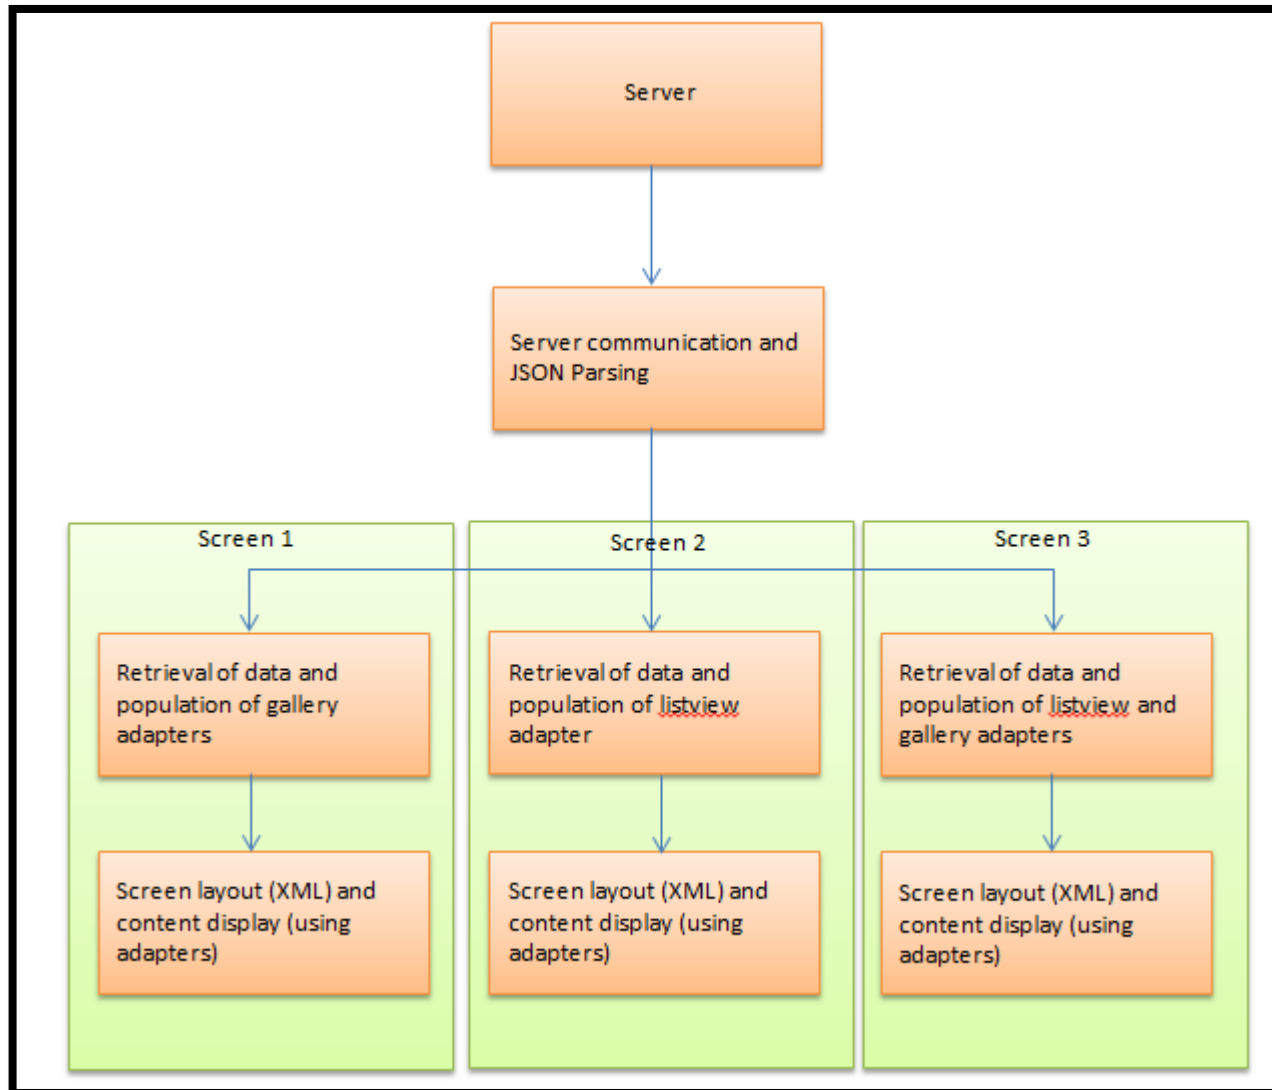 Server
Server communication and
JSON Parsing
Screen 1
Screen 2
Screen 3
Retrieval of data and
population of gallery
adapters
Retrieval of data and
population of listview
adapter
Retrieval of data and
population of listview and
gallery adapters
Screen layout (XML) and
content display (using
adapters)
Screen layout (XML) and
content display (using
adapters)
Screen layout (XML) and
content display (using
adapters)